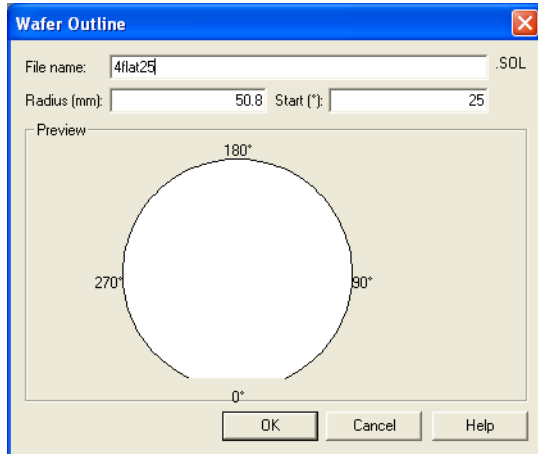 Wafer Outline
File name: 4flat25 .SOL
Radius (mm): 50.8 Start (°): 25
Preview
180°
270° 90°
0°
OK Cancel Help